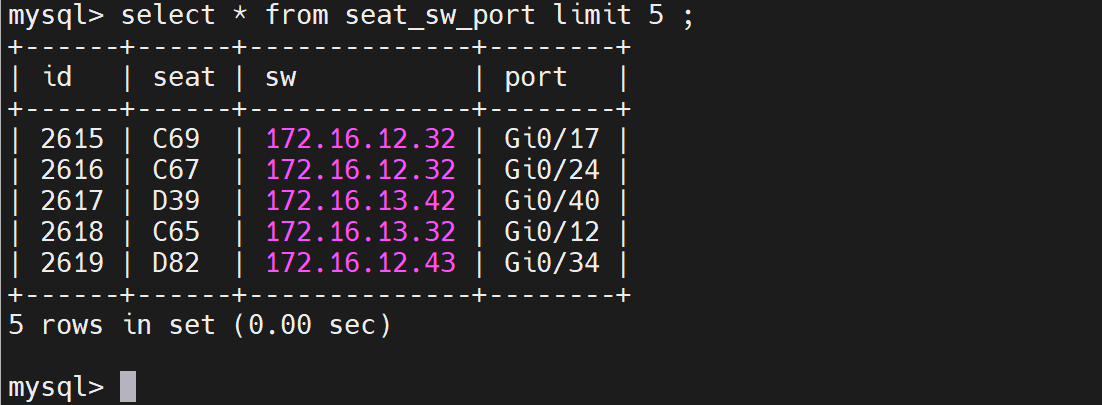 mysql> select * from seat_sw_port limit 5 ;
+------+------+--------------+--------+
| id   | seat | sw           | port   |
+------+------+--------------+--------+
| 2615 | C69  | 172.16.12.32 | Gi0/17 |
| 2616 | C67  | 172.16.12.32 | Gi0/24 |
| 2617 | D39  | 172.16.13.42 | Gi0/40 |
| 2618 | C65  | 172.16.13.32 | Gi0/12 |
| 2619 | D82  | 172.16.12.43 | Gi0/34 |
+------+------+--------------+--------+
5 rows in set (0.00 sec)
mysql>